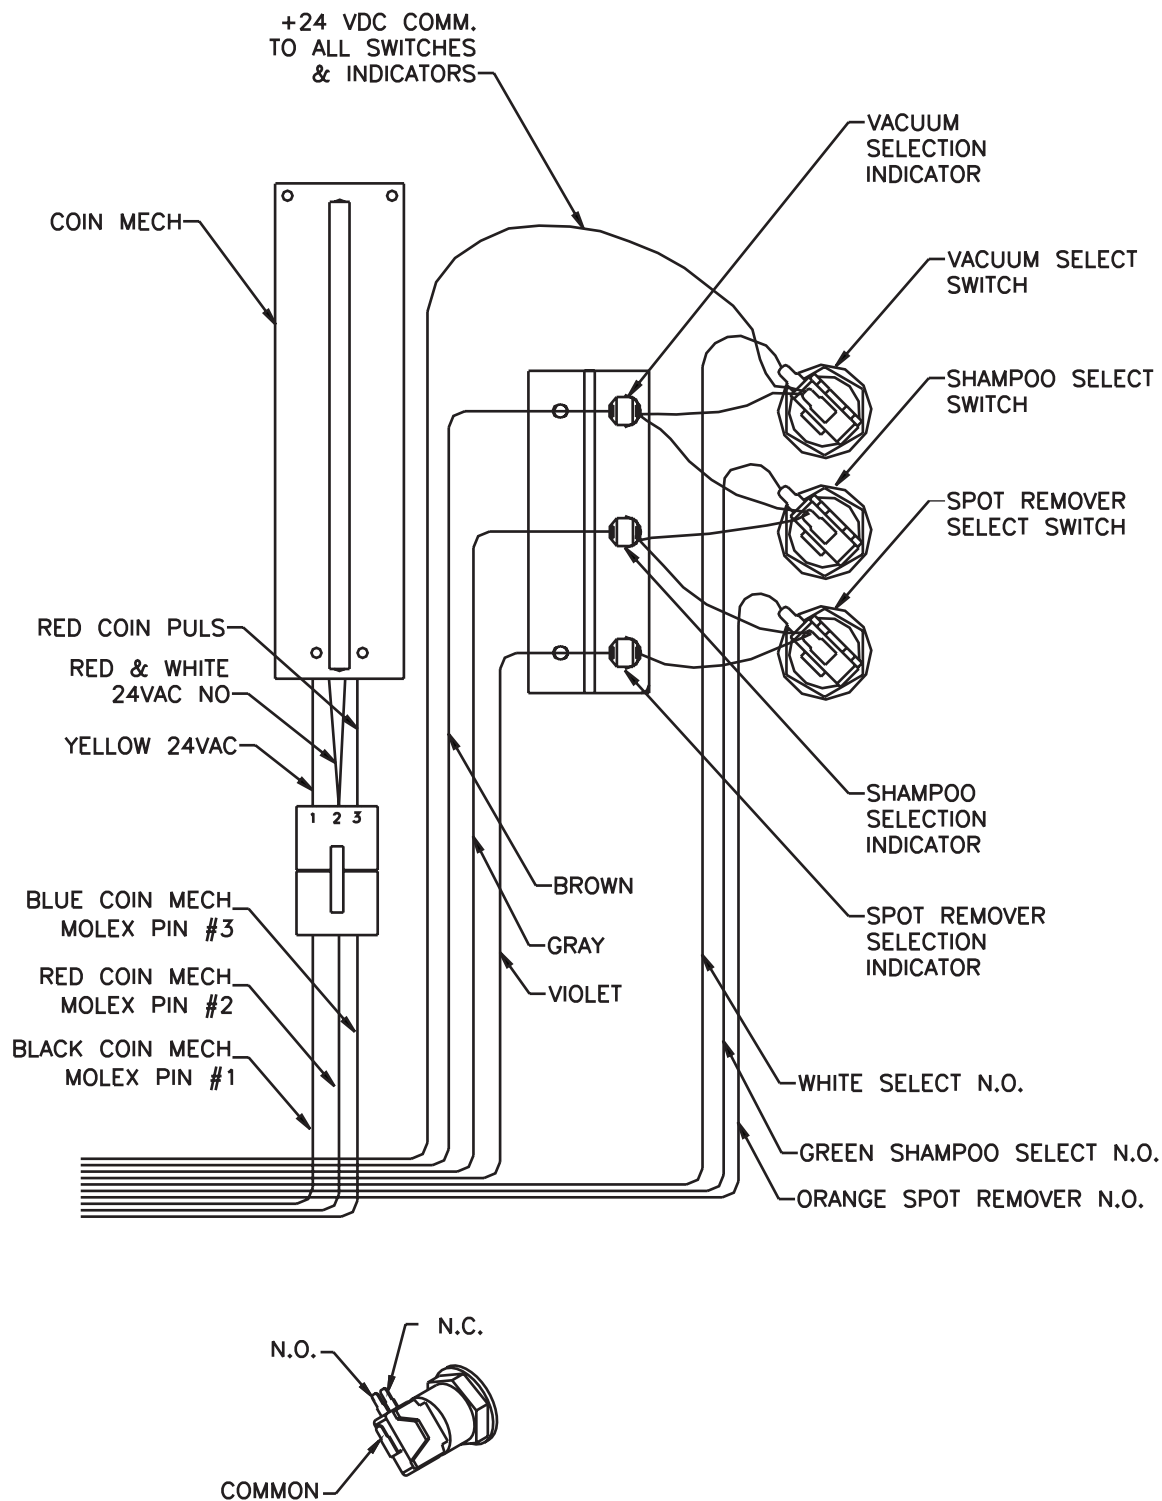 +24 VDC COMM.
TO ALL SWITCHES
& INDICATORS
VACUUM
SELECTION
INDICATOR
COIN MECH
VACUUM SELECT
SWITCH
SHAMPOO SELECT
SWITCH
SPOT REMOVER
SELECT SWITCH
RED COIN PULS
RED & WHITE
24VAC NO
YELLOW 24VAC
1 2 3
SHAMPOO
SELECTION
INDICATOR
BROWN
BLUE COIN MECH
MOLEX PIN #3
SPOT REMOVER
SELECTION
INDICATOR
GRAY
RED COIN MECH
MOLEX PIN #2
VIOLET
BLACK COIN MECH
MOLEX PIN #1
WHITE SELECT N.O.
GREEN SHAMPOO SELECT N.O.
ORANGE SPOT REMOVER N.O.
N.C.
N.O.
COMMON